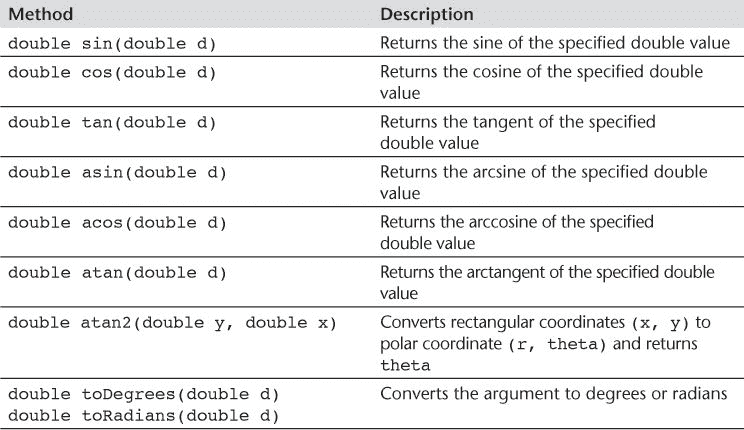 Method Description
double sin(double d) Returns the sine of the specified double value
double cos(double d) Returns the cosine of the specified double
value
double tan(double d) Returns the tangent of the specified
double value
double asin(double d) Returns the arcsine of the specified double
value
double acos(double d) Returns the arccosine of the specified
double value
double atan(double d) Returns the arctangent of the specified double
value
double atan2(double y, double x) Converts rectangular coordinates (x, y) to
polar coordinate (r, theta) and returns
theta
double toDegrees(double d) Converts the argument to degrees or radians
double toRadians(double d)